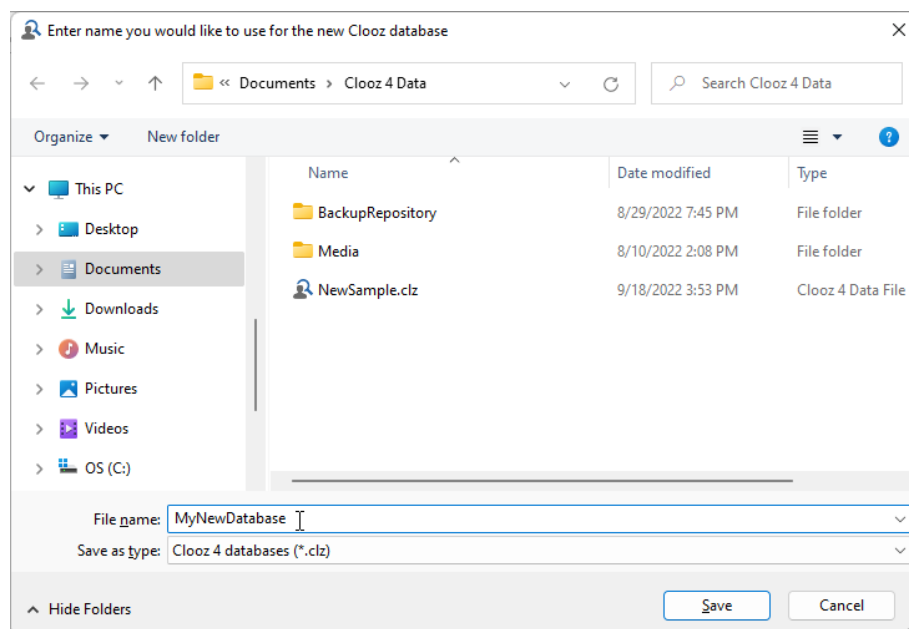 Enter name you would like to use for the new Clooz database
« Documents › Clooz 4 Data
Search Clooz 4 Data
Organize New folder
Name Date modified Type
This PC
Desktop
Documents
Downloads
Music
Pictures
Videos
OS (C:)
BackupRepository 8/29/2022 7:45 PM File folder
Media 8/10/2022 2:08 PM File folder
NewSample.clz 9/18/2022 3:53 PM Clooz 4 Data File
File name: MyNewDatabase
Save as type: Clooz 4 databases (*.clz)
Hide Folders Save Cancel